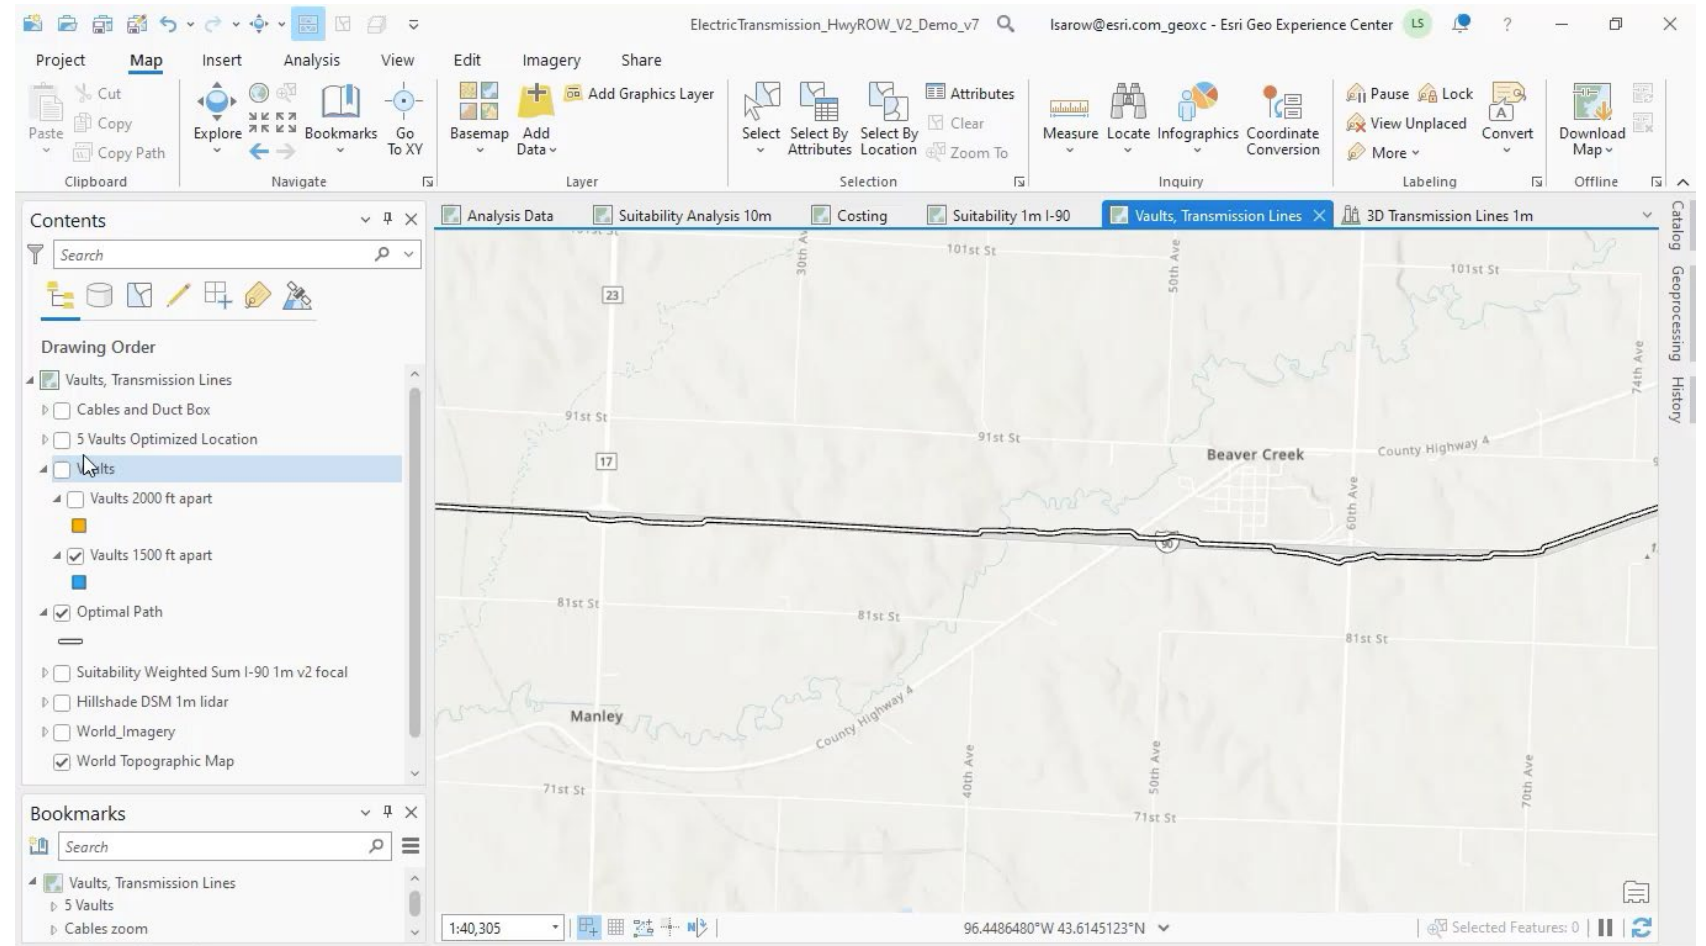 ElectricTransmission_HwyROW_V2_Demo_v7
lsarow@esri.com_geoxc - Esri Geo Experience Center
LS
?
Project Map Insert Analysis View Edit Imagery Share
Paste
Cut
Copy
Copy Path
Clipboard
Explore
Bookmarks
Go To XY
Navigate
Basemap
Add Data
Add Graphics Layer
Layer
Select
Select By Attributes
Select By Location
Attributes
Clear
Zoom To
Selection
Measure
Locate
Infographics
Coordinate Conversion
Inquiry
Pause
Lock
View Unplaced
More
Convert
Labeling
Download Map
Offline
Contents
Search
Drawing Order
Vaults, Transmission Lines
Cables and Duct Box
5 Vaults Optimized Location
Vaults
Vaults 2000 ft apart
Vaults 1500 ft apart
Optimal Path
Suitability Weighted Sum I-90 1m v2 focal
Hillshade DSM 1m lidar
World_Imagery
World Topographic Map
Bookmarks
Search
Vaults, Transmission Lines
5 Vaults
Cables zoom
Analysis Data
Suitability Analysis 10m
Costing
Suitability 1m I-90
Vaults, Transmission Lines
3D Transmission Lines 1m
30th Ave
101st St
50th Ave
101st St
23
74th Ave
91st St
91st St
17
Beaver Creek
County Highway 4
60th Ave
90
81st St
81st St
81st St
Manley
County Highway 4
40th Ave
50th Ave
70th Ave
71st St
71st St
1:40,305
96.4486480°W 43.6145123°N
Selected Features: 0
Catalog
Geoprocessing
History